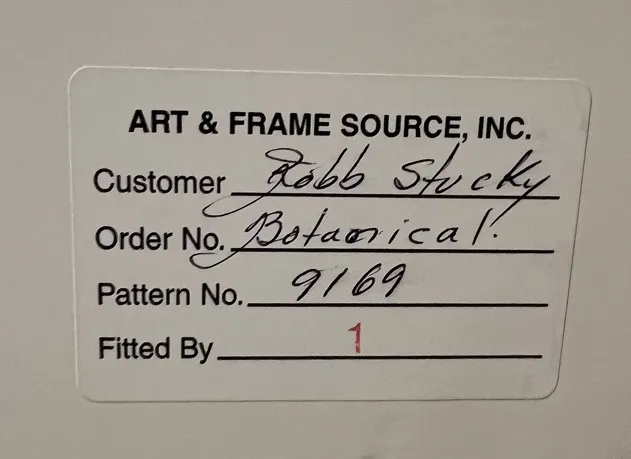 ART & FRAME SOURCE, INC.
Customer Robb Stucky
Order No. Botanical.
Pattern No. 9169
Fitted By 1